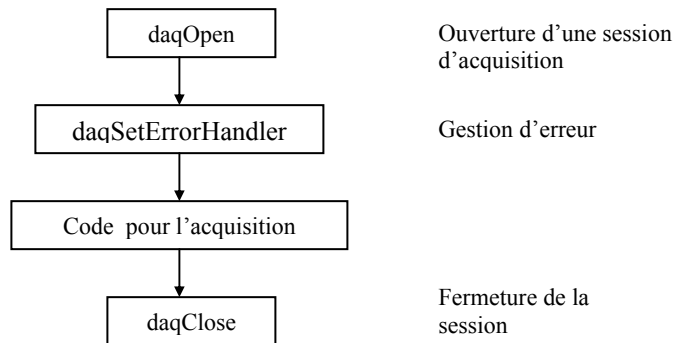 daqOpen
Ouverture d’une session
d’acquisition
daqSetErrorHandler
Gestion d’erreur
Code pour l’acquisition
daqClose
Fermeture de la
session